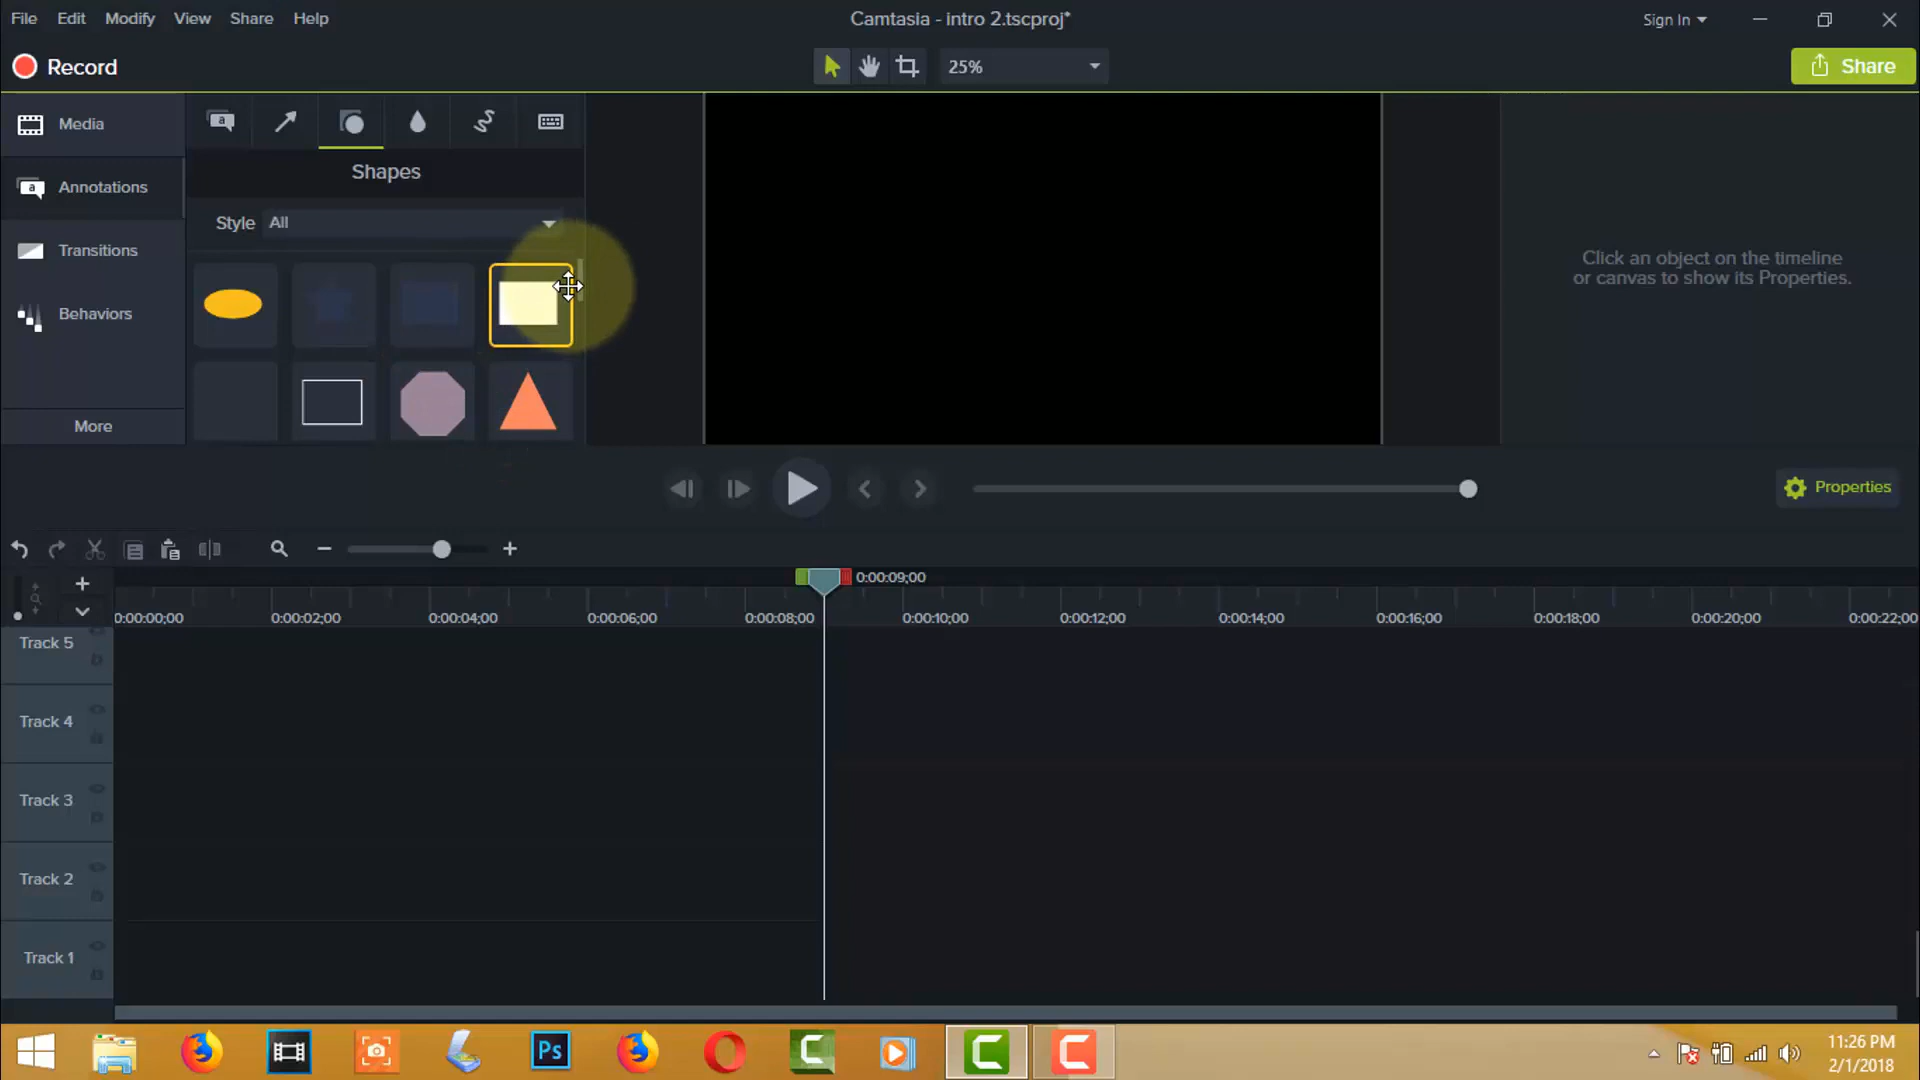 File Edit Modify View Share Help
Camtasia - intro 2.tscproj*
Sign In
Record
25%
Share
Media
Annotations
Transitions
Behaviors
More
a
a
Shapes
Style All
Click an object on the timeline
or canvas to show its Properties.
Properties
0:00:09;00
0:00:00;00 0:00:02;00 0:00:04;00 0:00:06;00 0:00:08;00 0:00:10;00 0:00:12;00 0:00:14;00 0:00:16;00 0:00:18;00 0:00:20;00 0:00:22;00
Track 5
Track 4
Track 3
Track 2
Track 1
Ps
11:26 PM
2/1/2018